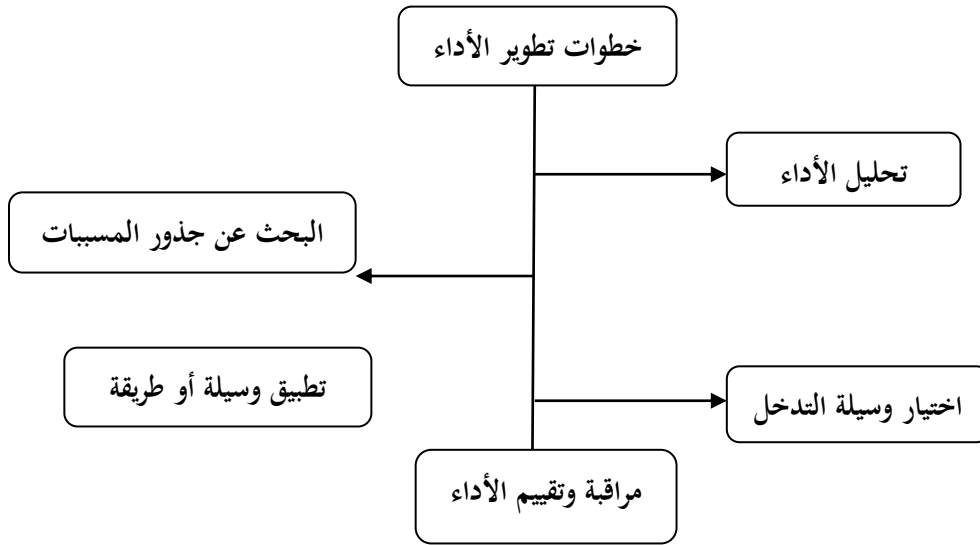 خطوات تطوير الأداء
تحليل الأداء
البحث عن جذور المسببات
تطبيق وسيلة أو طريقة
اختيار وسيلة التدخل
مراقبة وتقييم الأداء